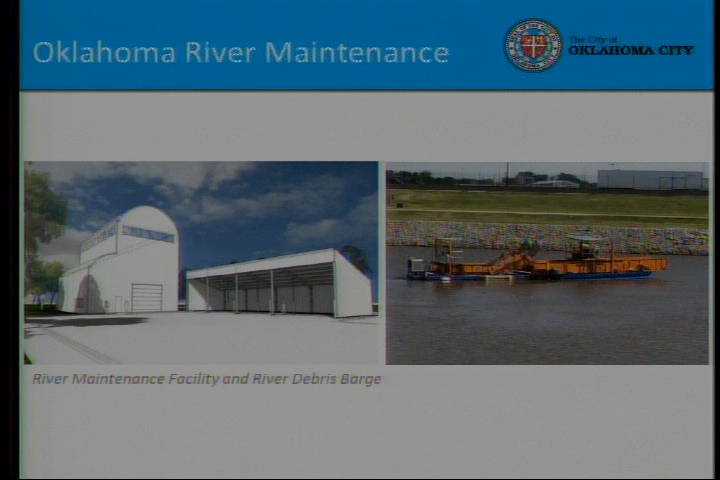 Oklahoma River Maintenance
The City of
OKLAHOMA CITY
River Maintenance Facility and River Debris Barge